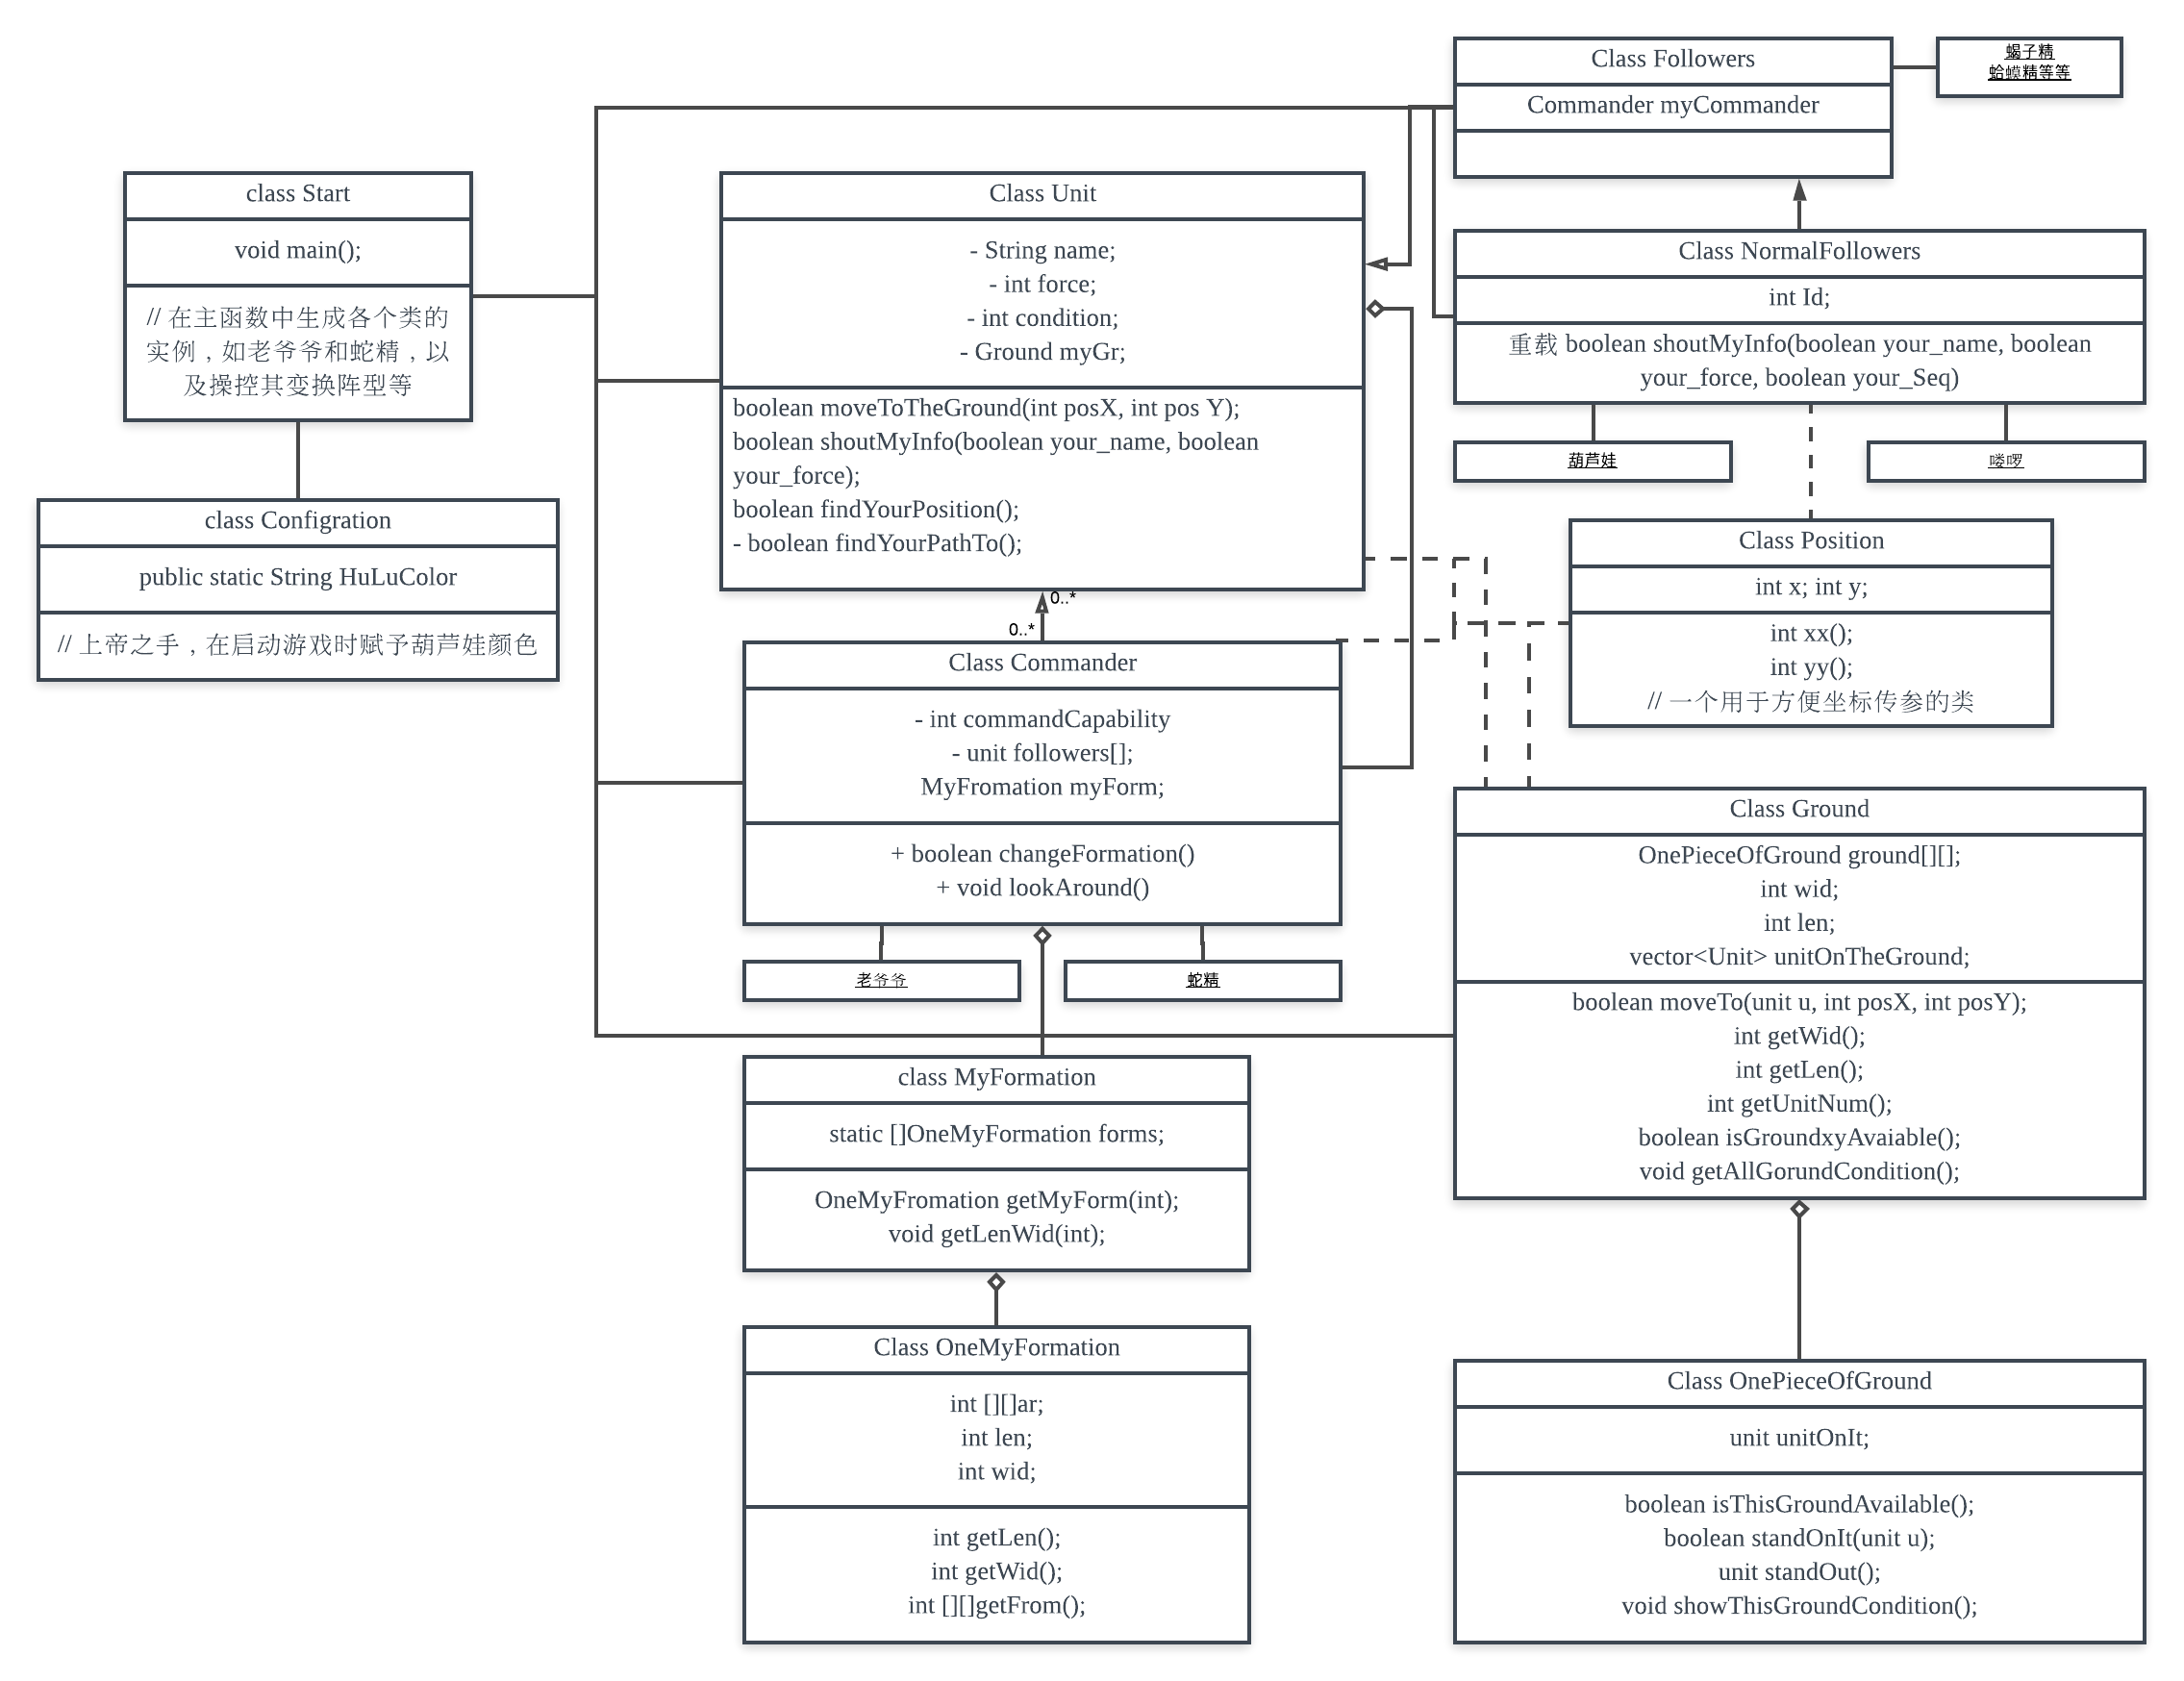 Class Followers
Commander myCommander
蝎子精
蛤蟆精等等
class Start
void main();
// 在主函数中生成各个类的
实例，如老爷爷和蛇精，以
及操控其变换阵型等
Class Unit
- String name;
- int force;
- int condition;
- Ground myGr;
boolean moveToTheGround(int posX, int pos Y);
boolean shoutMyInfo(boolean your_name, boolean
your_force);
boolean findYourPosition();
- boolean findYourPathTo();
Class NormalFollowers
int Id;
重载 boolean shoutMyInfo(boolean your_name, boolean
your_force, boolean your_Seq)
葫芦娃
喽啰
class Configration
public static String HuLuColor
// 上帝之手，在启动游戏时赋予葫芦娃颜色
Class Position
int x; int y;
int xx();
int yy();
// 一个用于方便坐标传参的类
0..*
0..*
Class Commander
- int commandCapability
- unit followers[];
MyFromation myForm;
+ boolean changeFormation()
+ void lookAround()
老爷爷
蛇精
Class Ground
OnePieceOfGround ground[][];
int wid;
int len;
vector<Unit> unitOnTheGround;
boolean moveTo(unit u, int posX, int posY);
int getWid();
int getLen();
int getUnitNum();
boolean isGroundxyAvaiable();
void getAllGorundCondition();
class MyFormation
static []OneMyFormation forms;
OneMyFromation getMyForm(int);
void getLenWid(int);
Class OneMyFormation
int [][]ar;
int len;
int wid;
int getLen();
int getWid();
int [][]getFrom();
Class OnePieceOfGround
unit unitOnIt;
boolean isThisGroundAvailable();
boolean standOnIt(unit u);
unit standOut();
void showThisGroundCondition();